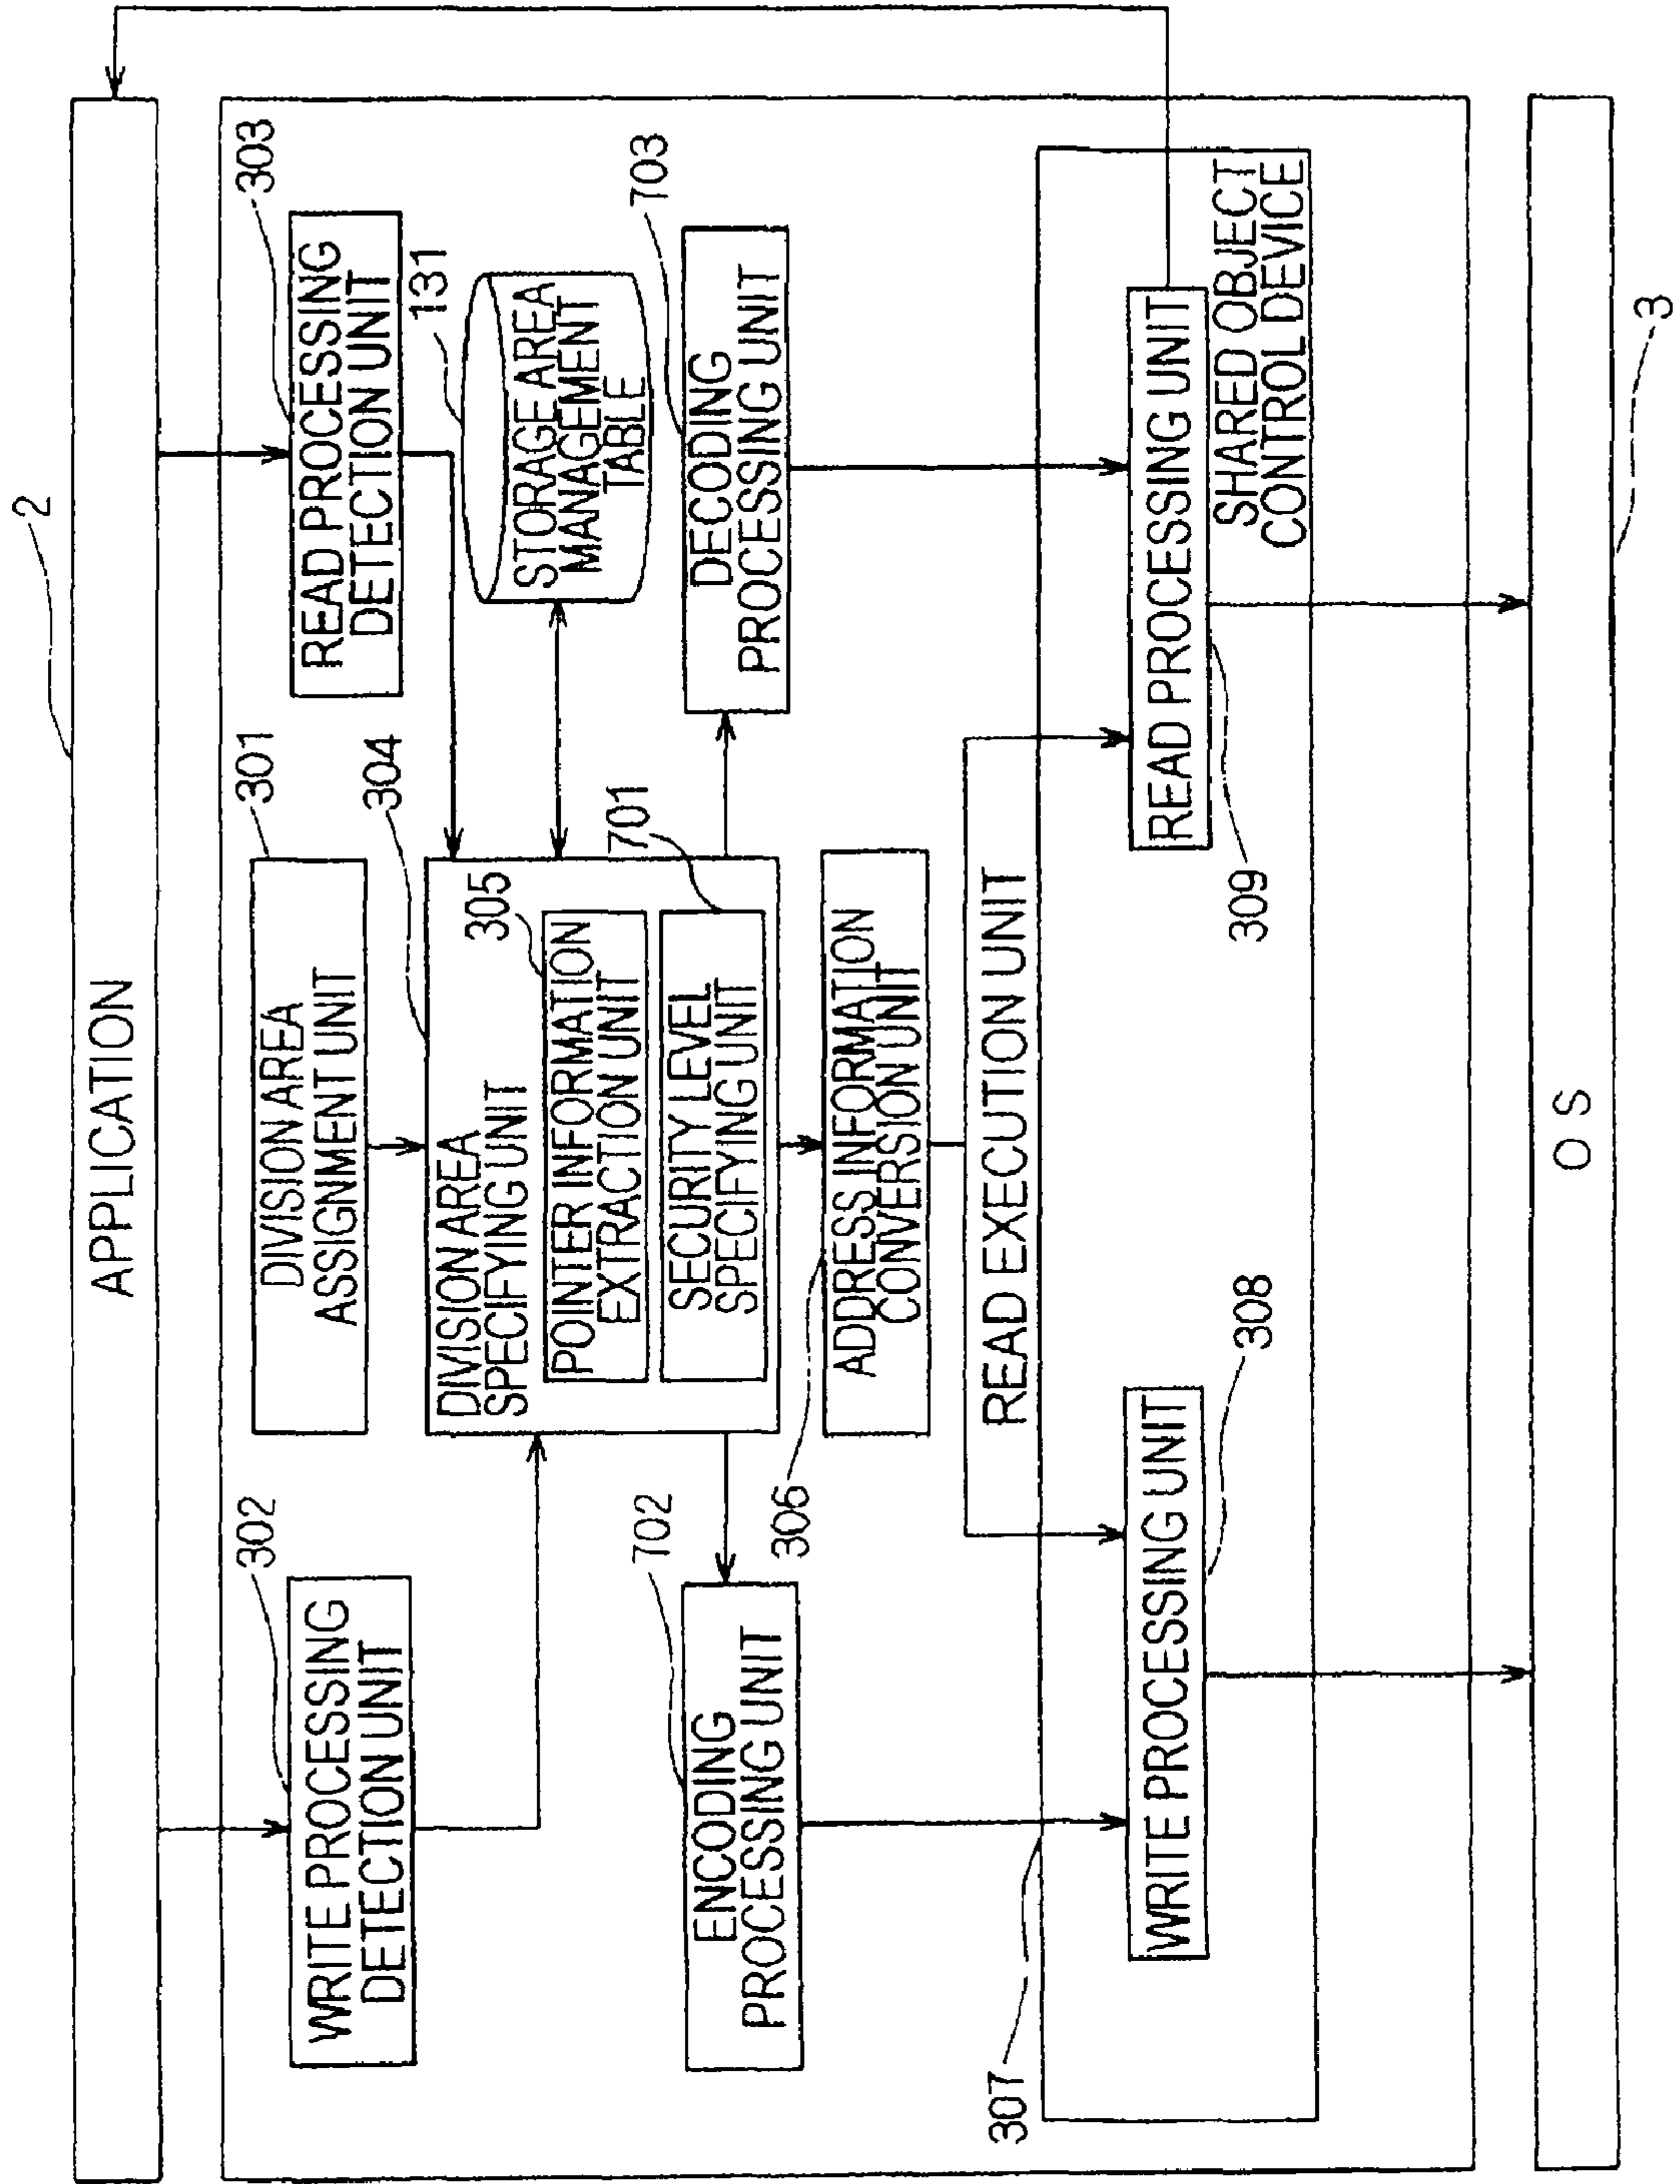 2
APPLICATION
302
WRITE PROCESSING
DETECTION UNIT
301
DIVISION AREA
ASSIGNMENT UNIT
303
READ PROCESSING
DETECTION UNIT
304
DIVISION AREA
SPECIFYING UNIT
305
POINTER INFORMATION
EXTRACTION UNIT
701
SECURITY LEVEL
SPECIFYING UNIT
131
STORAGE AREA
MANAGEMENT
TABLE
702
ENCODING
PROCESSING UNIT
703
DECODING
PROCESSING UNIT
306
ADDRESS INFORMATION
CONVERSION UNIT
307
READ EXECUTION UNIT
WRITE PROCESSING UNIT
308
READ PROCESSING UNIT
309
SHARED OBJECT
CONTROL DEVICE
OS
3